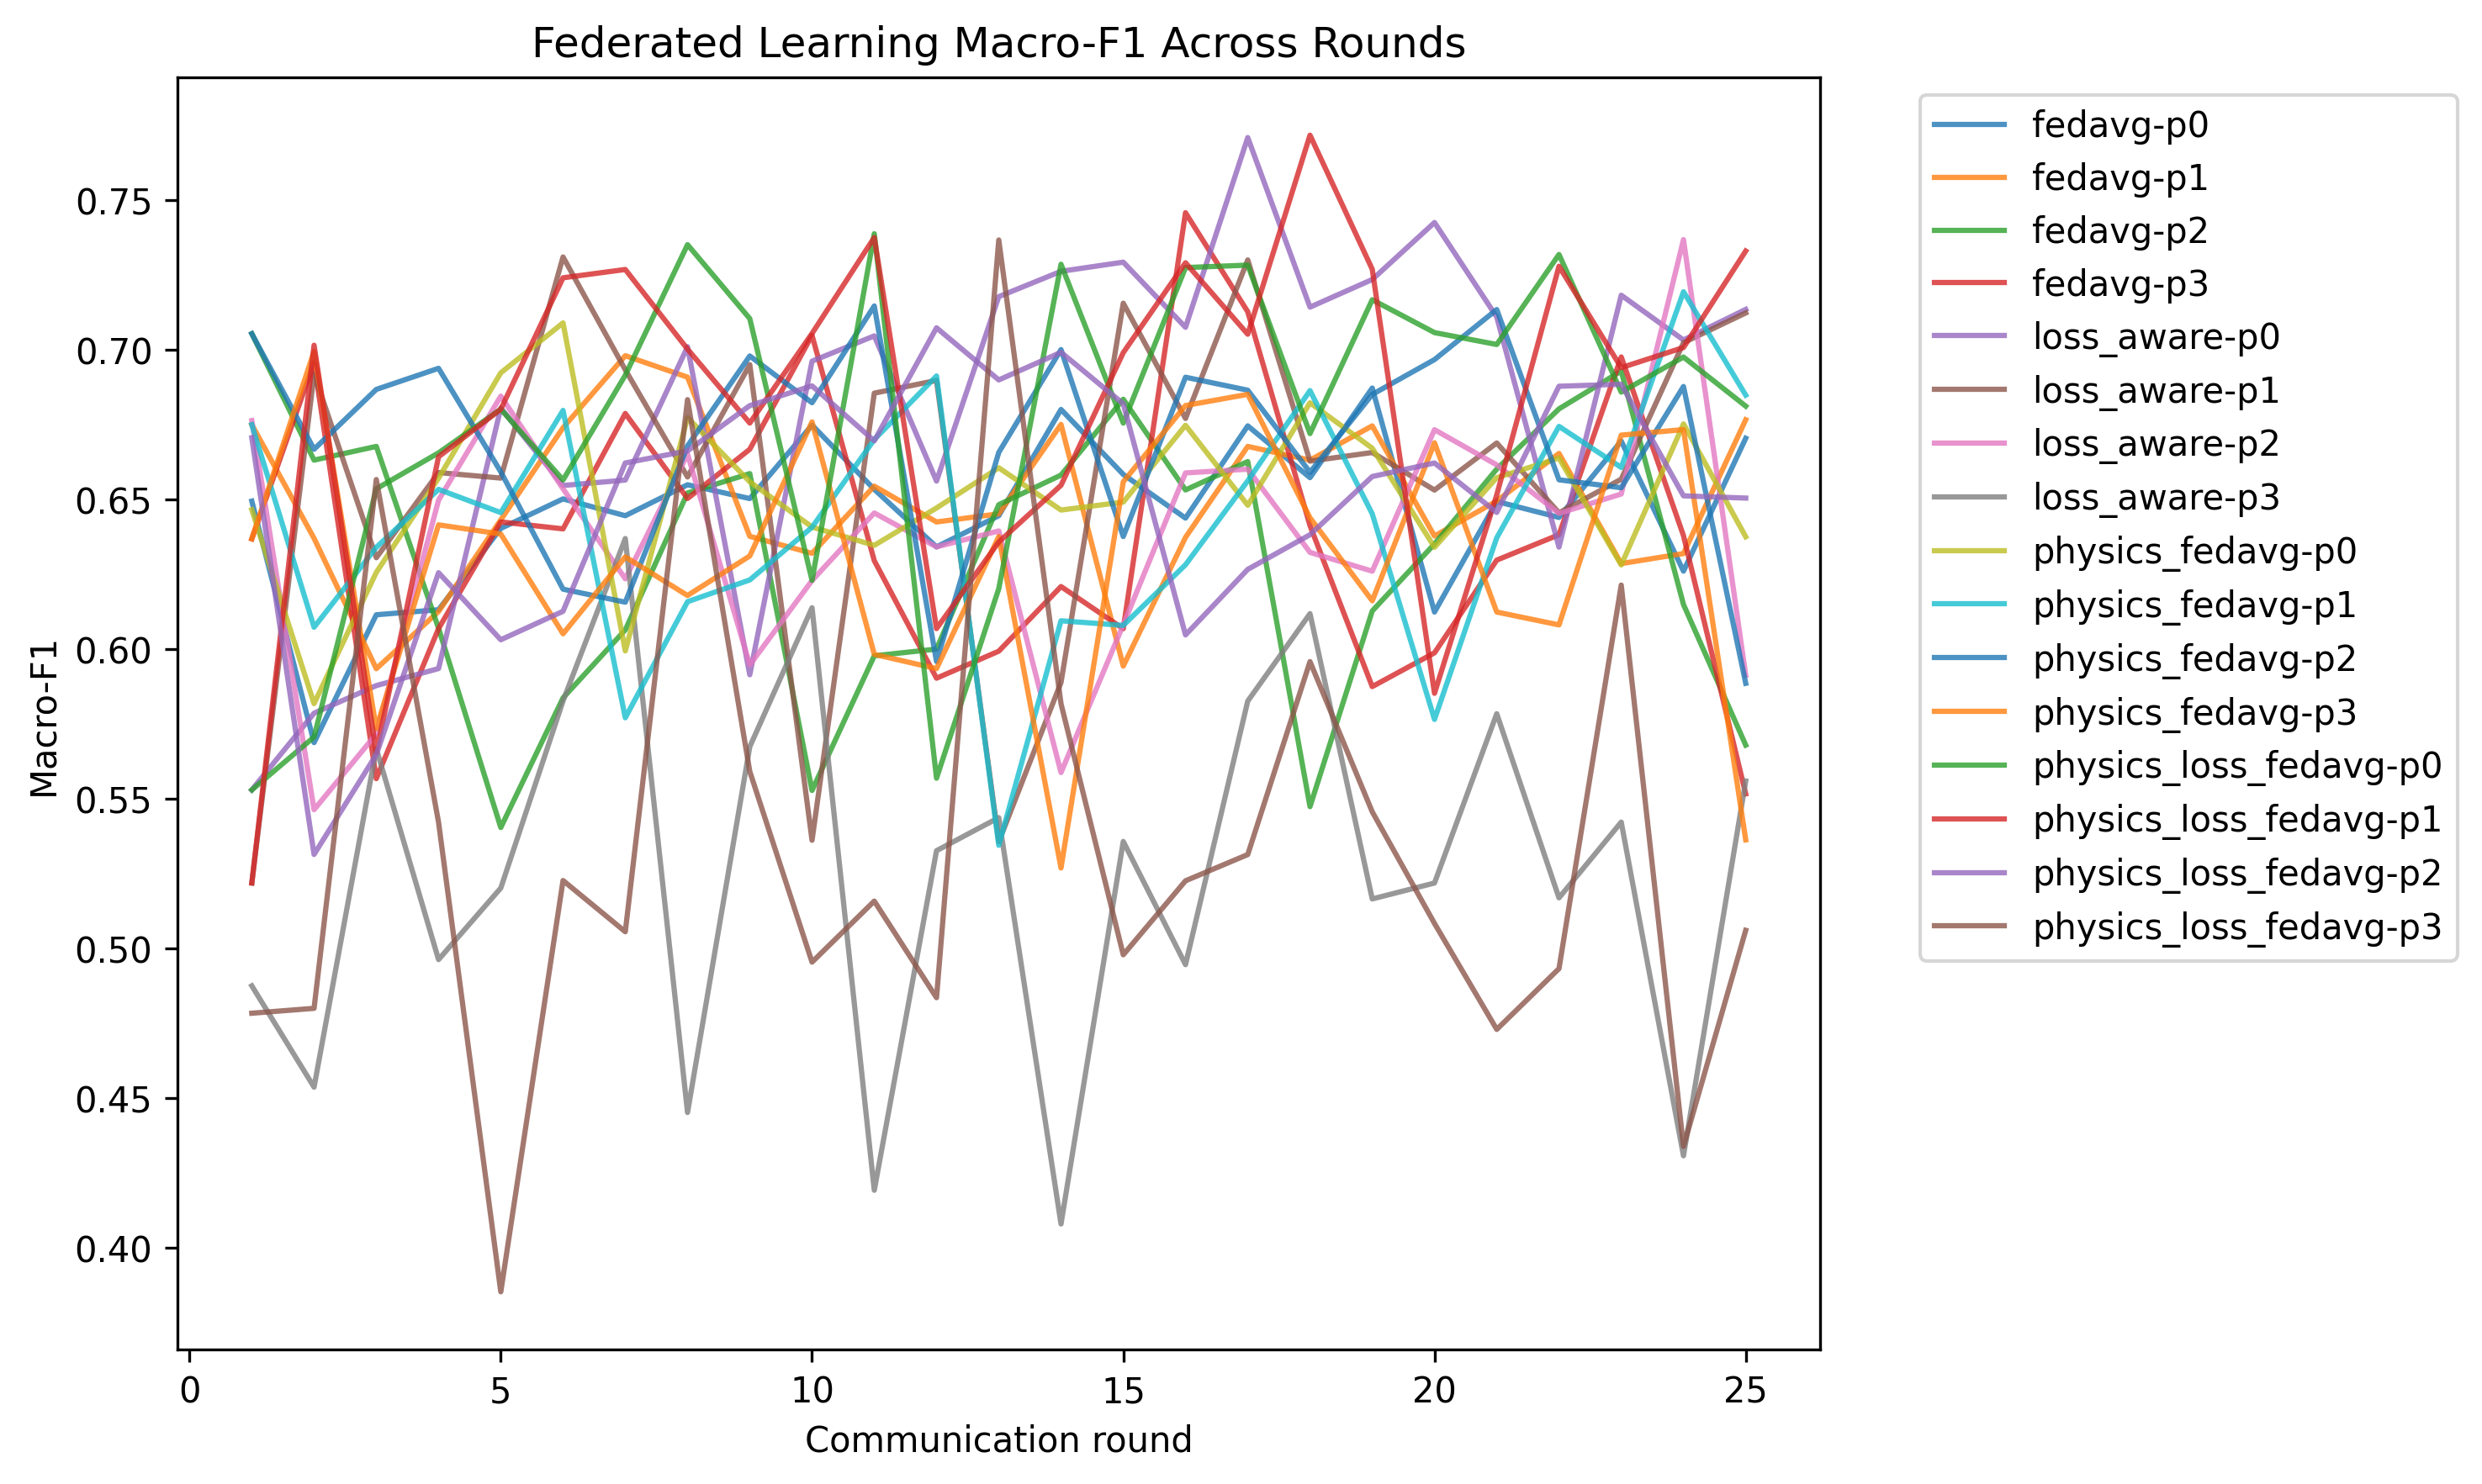 Federated Learning Macro-F1 Across Rounds
Macro-F1
0.75
0.70
0.65
0.60
0.55
0.50
0.45
0.40
0
5
10
15
20
25
Communication round
fedavg-p0
fedavg-p1
fedavg-p2
fedavg-p3
loss_aware-p0
loss_aware-p1
loss_aware-p2
loss_aware-p3
physics_fedavg-p0
physics_fedavg-p1
physics_fedavg-p2
physics_fedavg-p3
physics_loss_fedavg-p0
physics_loss_fedavg-p1
physics_loss_fedavg-p2
physics_loss_fedavg-p3